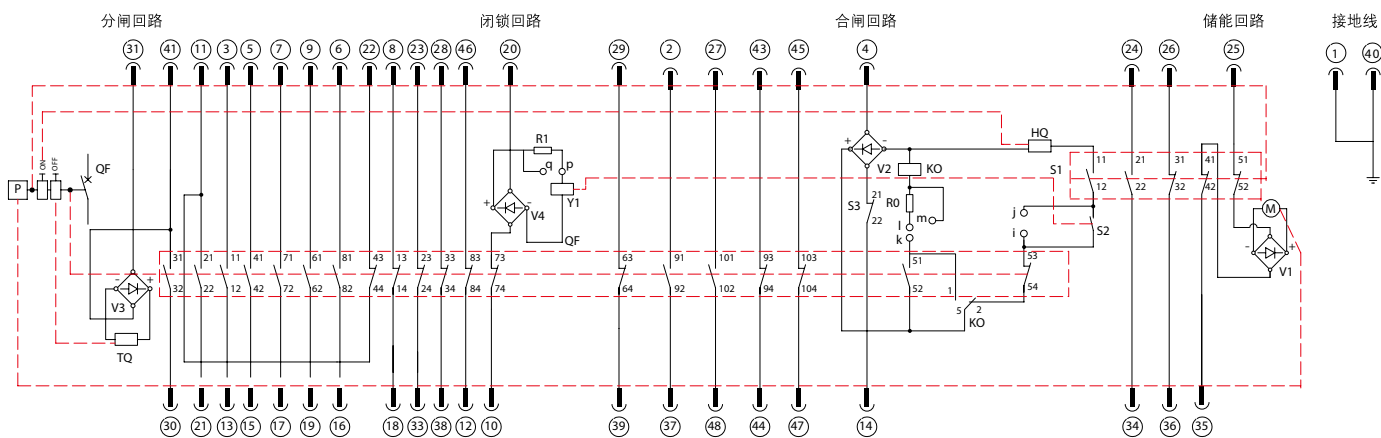 分闸回路 闭锁回路 合闸回路 储能回路 接地线
31 41 11 3 5 7 9 6 22 8 23 28 46 20 29 2 27 43 45 4 24 26 25 1 40
R1 HQ
ON OFF QF q p + - V2 KO S1 11 21 31 41 51
P Y1 S3 21 R0 12 22 32 42 52
+ - V4 22 m j M
QF l k i S2 - +
31 21 11 41 71 61 81 43 13 23 33 83 73 63 91 101 93 103 51 53 V1
- + 32 22 12 42 72 62 82 44 14 24 34 84 74 64 92 102 94 104 52 1 54
V3 5 2
KO
TQ
30 21 13 15 17 19 16 18 33 38 12 10 39 37 48 44 47 14 34 36 35